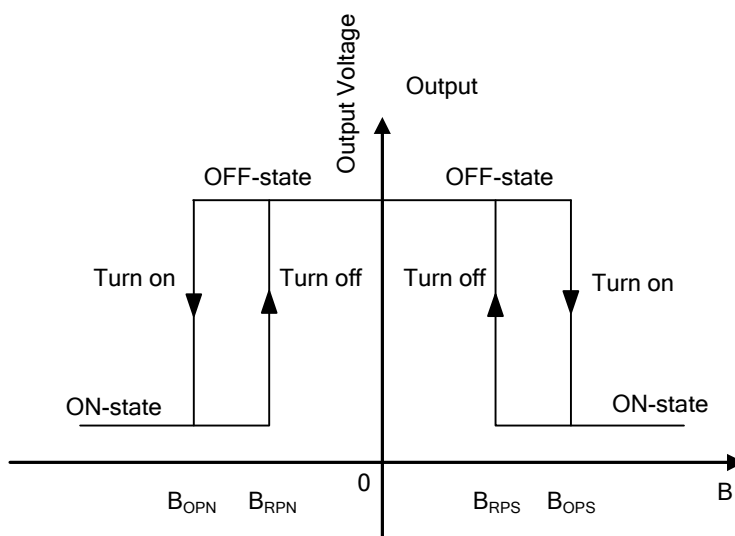 Output Voltage
Output
OFF-state
OFF-state
Turn on
Turn off
Turn off
Turn on
ON-state
ON-state
0
B
BOPN
BRPN
BRPS
BOPS